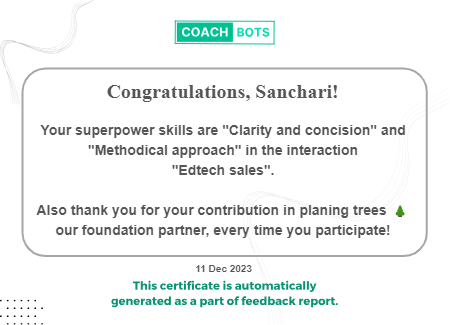 COACH BOTS
Congratulations, Sanchari!
Your superpower skills are "Clarity and concision" and
"Methodical approach" in the interaction
"Edtech sales".
Also thank you for your contribution in planing trees 🌲
our foundation partner, every time you participate!
11 Dec 2023
This certificate is automatically
generated as a part of feedback report.